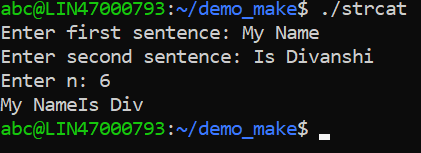 abc@LIN47000793:~/demo_make$ ./strcat
Enter first sentence: My Name
Enter second sentence: Is Divanshi
Enter n: 6
My NameIs Div
abc@LIN47000793:~/demo_make$